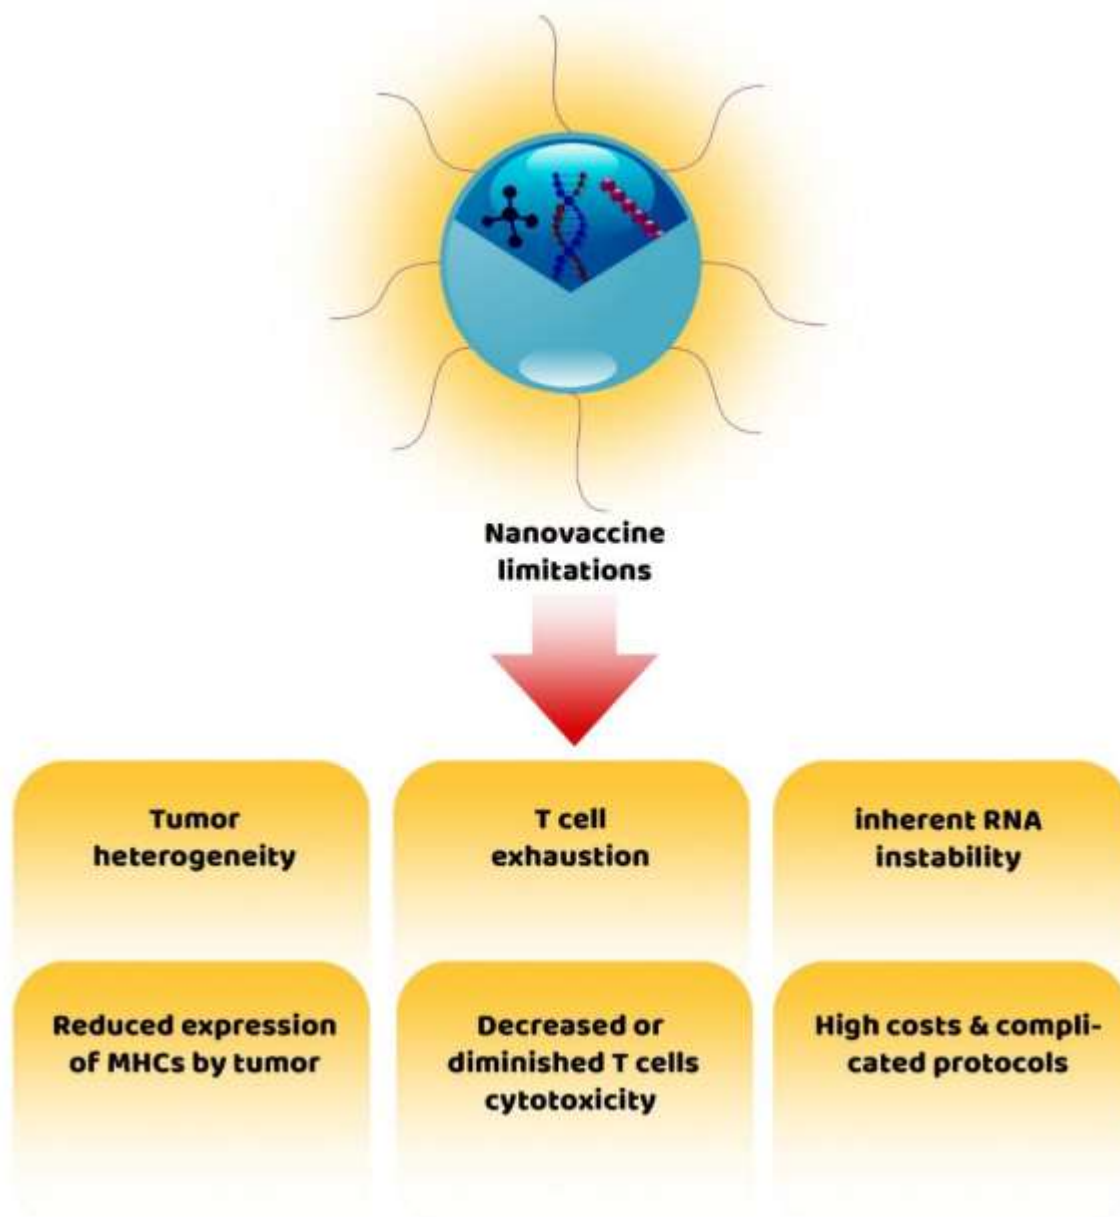 Nanovaccine
limitations
Tumor
heterogeneity
T cell
exhaustion
inherent RNA
instability
Reduced expression
of MHCs by tumor
Decreased or
diminished T cells
cytotoxicity
High costs & compli-
cated protocols